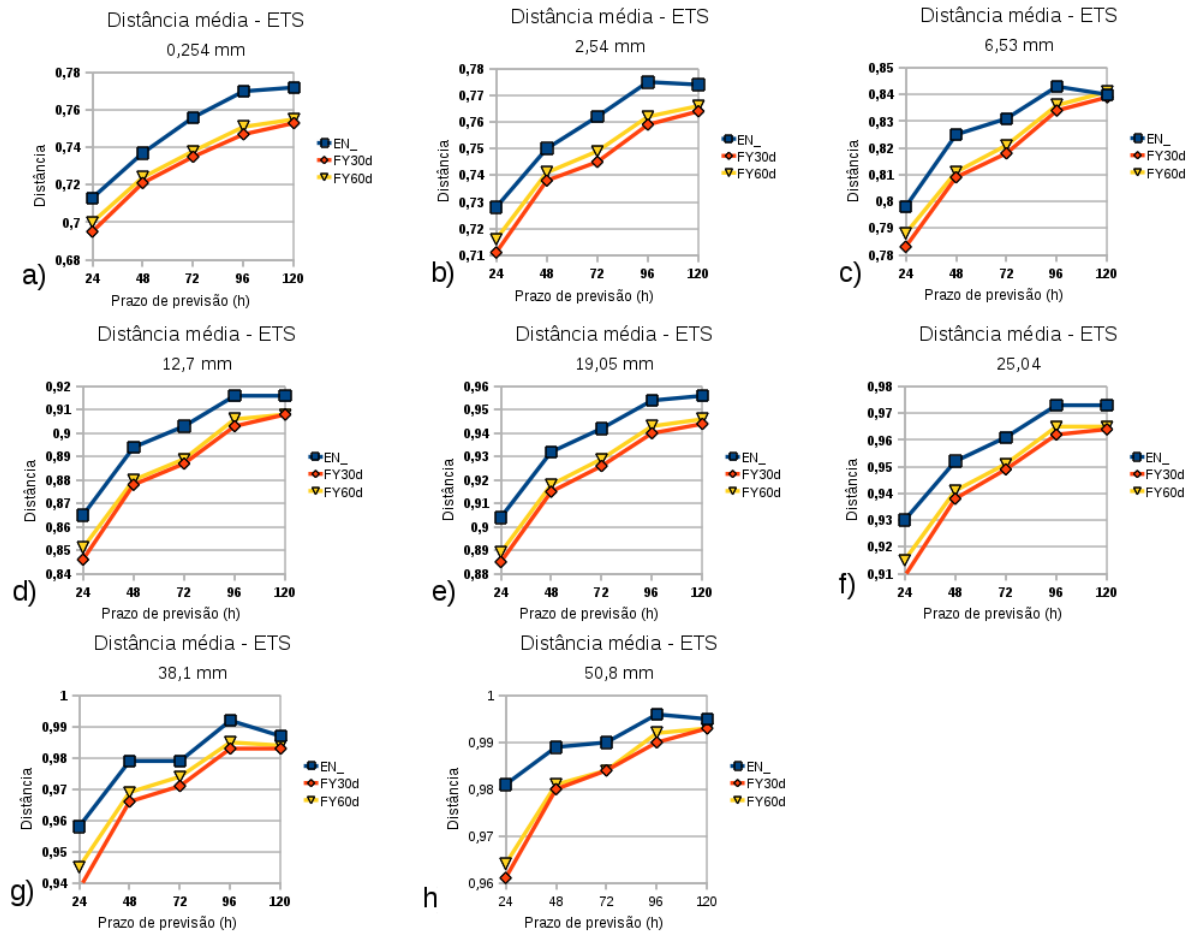 Distância média - ETS
0,254 mm
0,78
0,76
0,74
0,72
0,7
0,68
Distância
24 48 72 96 120
Prazo de previsão (h)
EN_
FY30d
FY60d
a)
Distância média - ETS
2,54 mm
0,78
0,77
0,76
0,75
0,74
0,73
0,72
0,71
Distância
24 48 72 96 120
Prazo de previsão (h)
EN_
FY30d
FY60d
b)
Distância média - ETS
6,53 mm
0,85
0,84
0,83
0,82
0,81
0,8
0,79
0,78
Distância
24 48 72 96 120
Prazo de previsão (h)
EN_
FY30d
FY60d
c)
Distância média - ETS
12,7 mm
0,92
0,91
0,9
0,89
0,88
0,87
0,86
0,85
0,84
Distância
24 48 72 96 120
Prazo de previsão (h)
EN_
FY30d
FY60d
d)
Distância média - ETS
19,05 mm
0,96
0,95
0,94
0,93
0,92
0,91
0,9
0,89
0,88
Distância
24 48 72 96 120
Prazo de previsão (h)
EN_
FY30d
FY60d
e)
Distância média - ETS
25,04
0,98
0,97
0,96
0,95
0,94
0,93
0,92
0,91
Distância
24 48 72 96 120
Prazo de previsão (h)
EN_
FY30d
FY60d
f)
Distância média - ETS
38,1 mm
1
0,99
0,98
0,97
0,96
0,95
0,94
Distância
24 48 72 96 120
Prazo de previsão (h)
EN_
FY30d
FY60d
g)
Distância média - ETS
50,8 mm
1
0,99
0,98
0,97
0,96
Distância
24 48 72 96 120
Prazo de previsão (h)
EN_
FY30d
FY60d
h